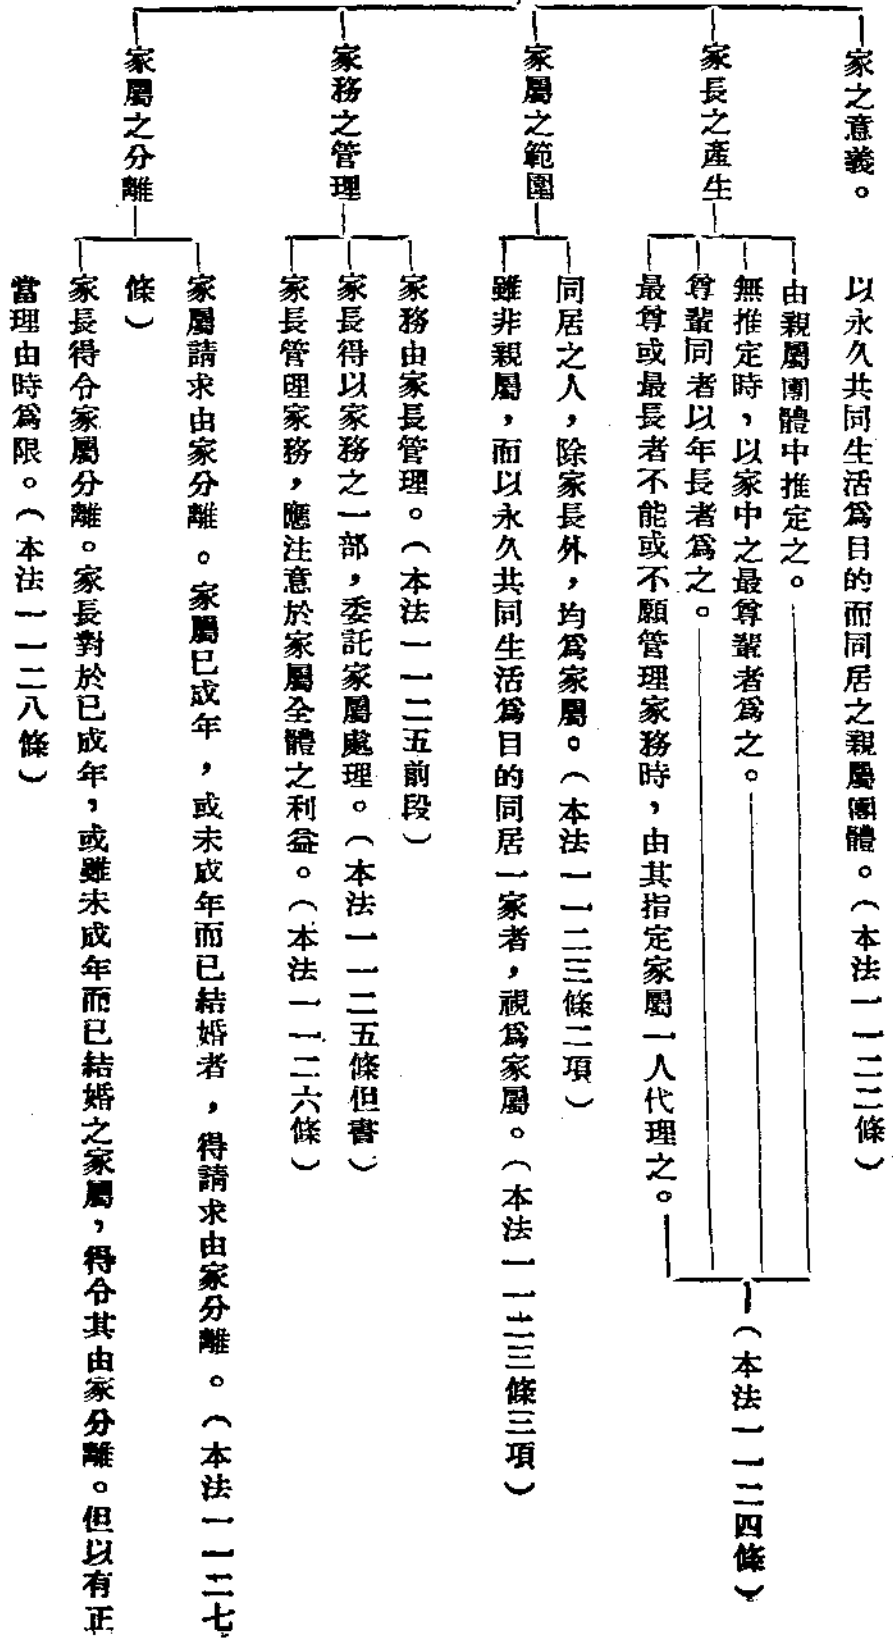 家之意義。
以永久共同生活爲目的而同居之親屬團體。(本法一一二二條)
家長之產生
由親屬團體中推定之。
無推定時,以家中之最尊輩者爲之。
尊輩同者以年長者爲之。
最尊或最長者不能或不願管理家務時,由其指定家屬一人代理之。
(本法一一二四條)
家屬之範圍
同居之人,除家長外,均爲家屬。(本法一一二三條二項)
雖非親屬,而以永久共同生活爲目的同居一家者,視爲家屬。(本法一一二三條三項)
家務之管理
家務由家長管理。(本法一一二五前段)
家長得以家務之一部,委託家屬處理。(本法一一二五條但書)
家長管理家務,應注意於家屬全體之利益。(本法一一二六條)
家屬之分離
家屬請求由家分離。家屬已成年,或未成年而已結婚者,得請求由家分離。(本法一一二七
條)
家長得令家屬分離。家長對於已成年,或雖未成年而已結婚之家屬,得令其由家分離。但以有正
當理由時爲限。(本法一一二八條)